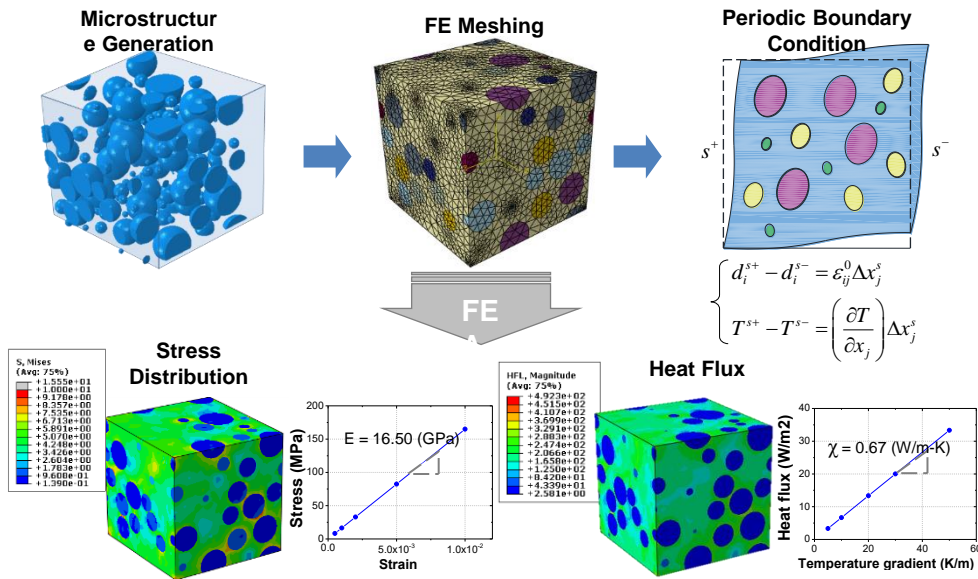 Microstructur
e Generation
FE Meshing
Periodic Boundary
Condition
s⁺
s⁻
d_i^{s+} − d_i^{s−} = ε_{ij}^0 Δx_j^s
T^{s+} − T^{s−} = (∂T/∂x_j) Δx_j^s
FE
Stress
Distribution
S, Mises
(Avg: 75%)
+1.555e+01
+1.000e+01
+9.178e+00
+8.357e+00
+7.535e+00
+6.713e+00
+5.891e+00
+5.070e+00
+4.248e+00
+3.426e+00
+2.604e+00
+1.783e+00
+9.600e-01
+1.390e-01
Stress (MPa)
200
150
100
50
0
E = 16.50 (GPa)
0.0
5.0x10⁻³
1.0x10⁻²
Strain
Heat Flux
HFL, Magnitude
(Avg: 75%)
+4.923e+02
+4.515e+02
+4.107e+02
+3.699e+02
+3.291e+02
+2.883e+02
+2.474e+02
+2.066e+02
+1.658e+02
+1.250e+02
+8.420e+01
+4.339e+01
+2.581e+00
Heat flux (W/m2)
40
30
20
10
0
χ = 0.67 (W/m-K)
0
20
40
60
Temperature gradient (K/m)